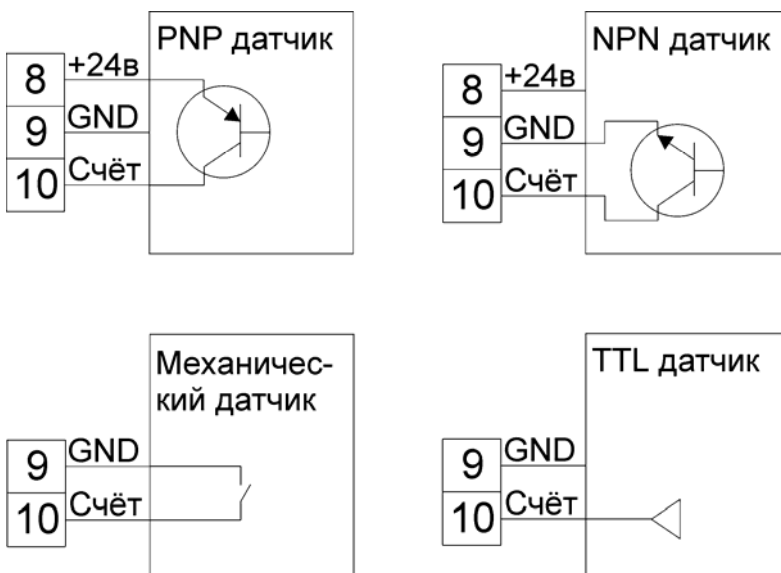 PNP датчик
8 +24в
9 GND
10 Счёт
NPN датчик
8 +24в
9 GND
10 Счёт
Механичес-
кий датчик
9 GND
10 Счёт
TTL датчик
9 GND
10 Счёт